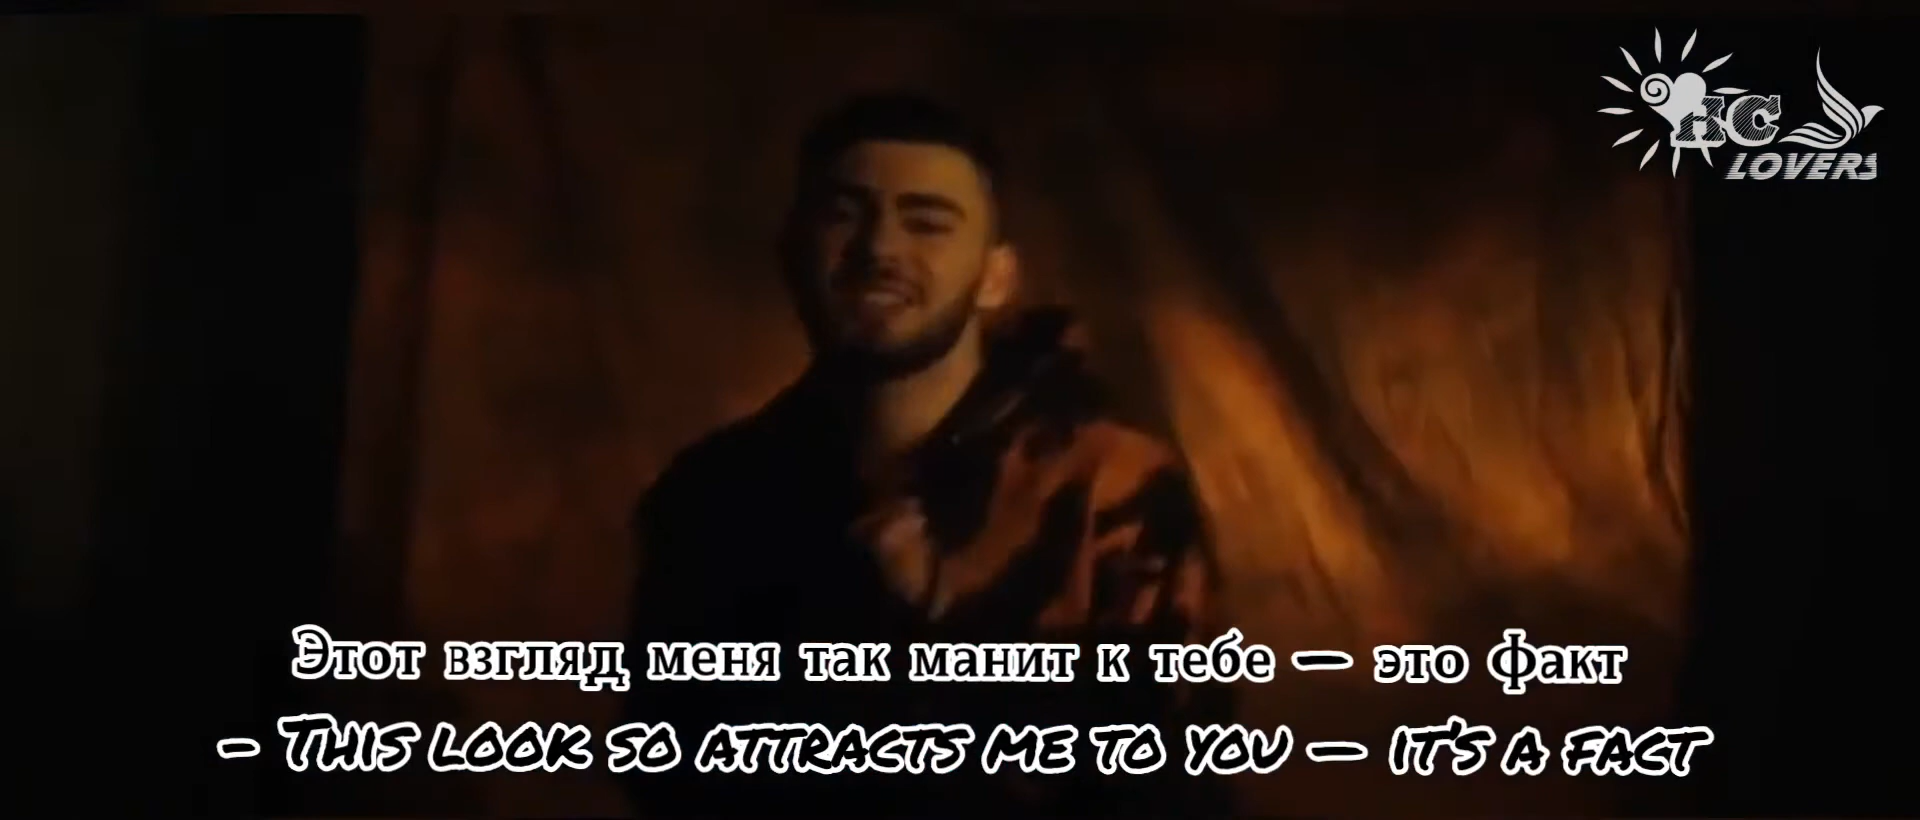 HC
LOVERS
Этот взгляд меня так манит к тебе — это факт
- THIS LOOK SO ATTRACTS ME TO YOU — IT'S A FACT